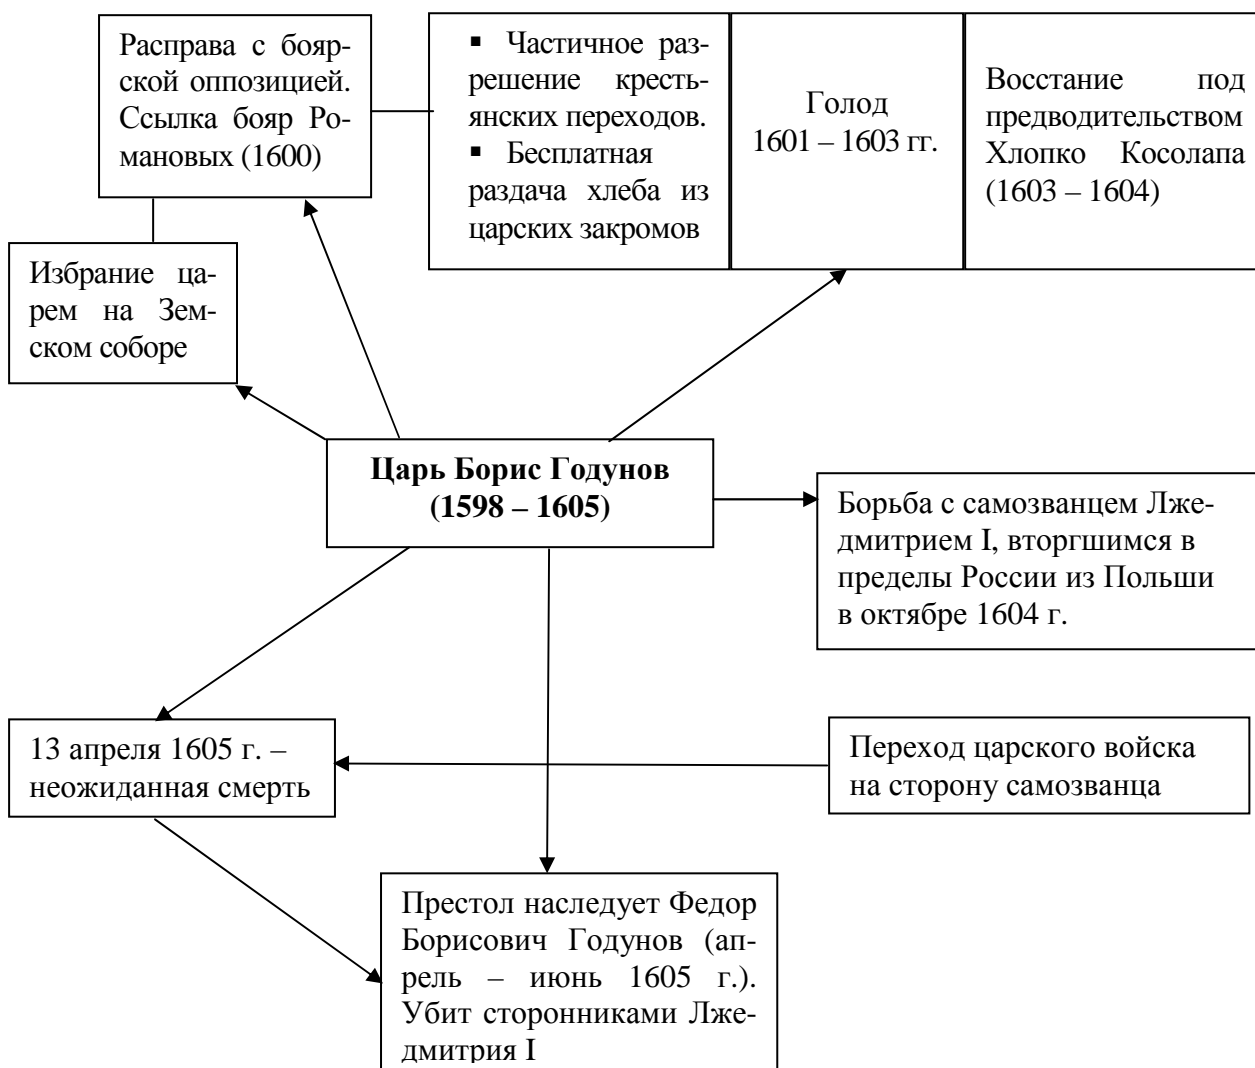 Расправа с бояр-
ской оппозицией.
Ссылка бояр Ро-
мановых (1600)
▪ Частичное раз-
решение кресть-
янских переходов.
▪ Бесплатная
раздача хлеба из
царских закромов
Голод
1601 – 1603 гг.
Восстание под
предводительством
Хлопко Косолапа
(1603 – 1604)
Избрание ца-
рем на Зем-
ском соборе
Царь Борис Годунов
(1598 – 1605)
Борьба с самозванцем Лже-
дмитрием I, вторгшимся в
пределы России из Польши
в октябре 1604 г.
13 апреля 1605 г. –
неожиданная смерть
Переход царского войска
на сторону самозванца
Престол наследует Федор
Борисович Годунов (ап-
рель – июнь 1605 г.).
Убит сторонниками Лже-
дмитрия I